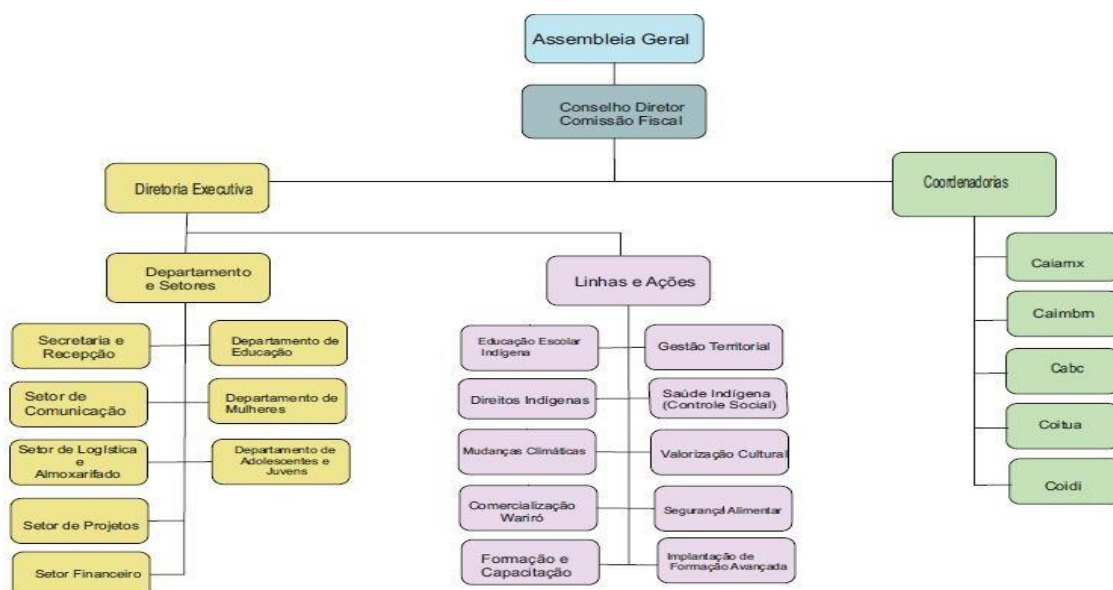 Assembleia Geral
Conselho Diretor
Comissão Fiscal
Diretoria Executiva
Coordenadorias
Departamento
e Setores
Linhas e Ações
Secretaria e
Recepção
Departamento de
Educação
Setor de
Comunicação
Departamento de
Mulheres
Setor de Logística
e
Almoxarifado
Departamento de
Adolescentes e
Juvens
Setor de Projetos
Setor Financeiro
Educação Escolar
Indígena
Gestão Territorial
Direitos Indígenas
Saúde Indígena
(Controle Social)
Mudanças Climáticas
Valorização Cultural
Comercialização
Wariró
Segurança Alimentar
Formação e
Capacitação
Implantação de
Formação Avançada
Caiarnx
Caimbrn
Cabc
Coitua
Coidi